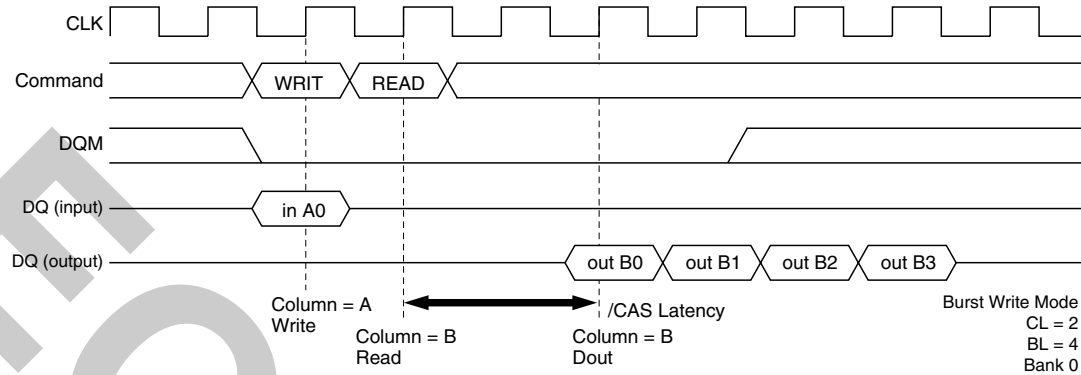 CLK
Command WRIT READ
DQM
DQ (input) in A0
DQ (output) out B0 out B1 out B2 out B3
Column = A
Write
/CAS Latency
Column = B
Read
Column = B
Dout
Burst Write Mode
CL = 2
BL = 4
Bank 0